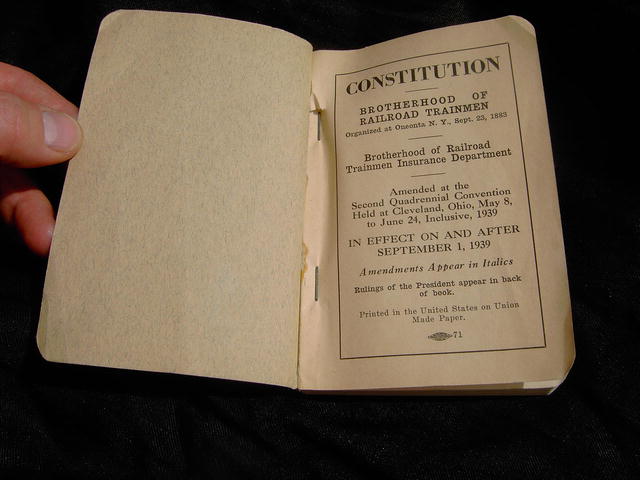 CONSTITUTION
BROTHERHOOD OF
RAILROAD TRAINMEN
Organized at Oneonta N. Y., Sept. 23, 1883
Brotherhood of Railroad
Trainmen Insurance Department
Amended at the
Second Quadrennial Convention
Held at Cleveland, Ohio, May 8,
to June 24, Inclusive, 1939
IN EFFECT ON AND AFTER
SEPTEMBER 1, 1939
Amendments Appear in Italics
Rulings of the President appear in back
of book.
Printed in the United States on Union
Made Paper.
71